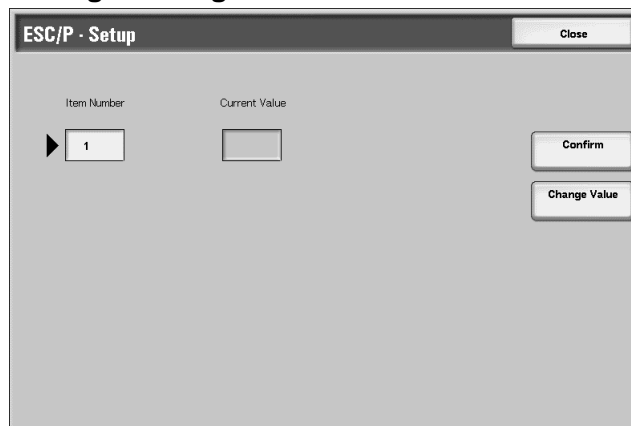 ESC/P - Setup
Close
Item Number
Current Value
1
Confirm
Change Value